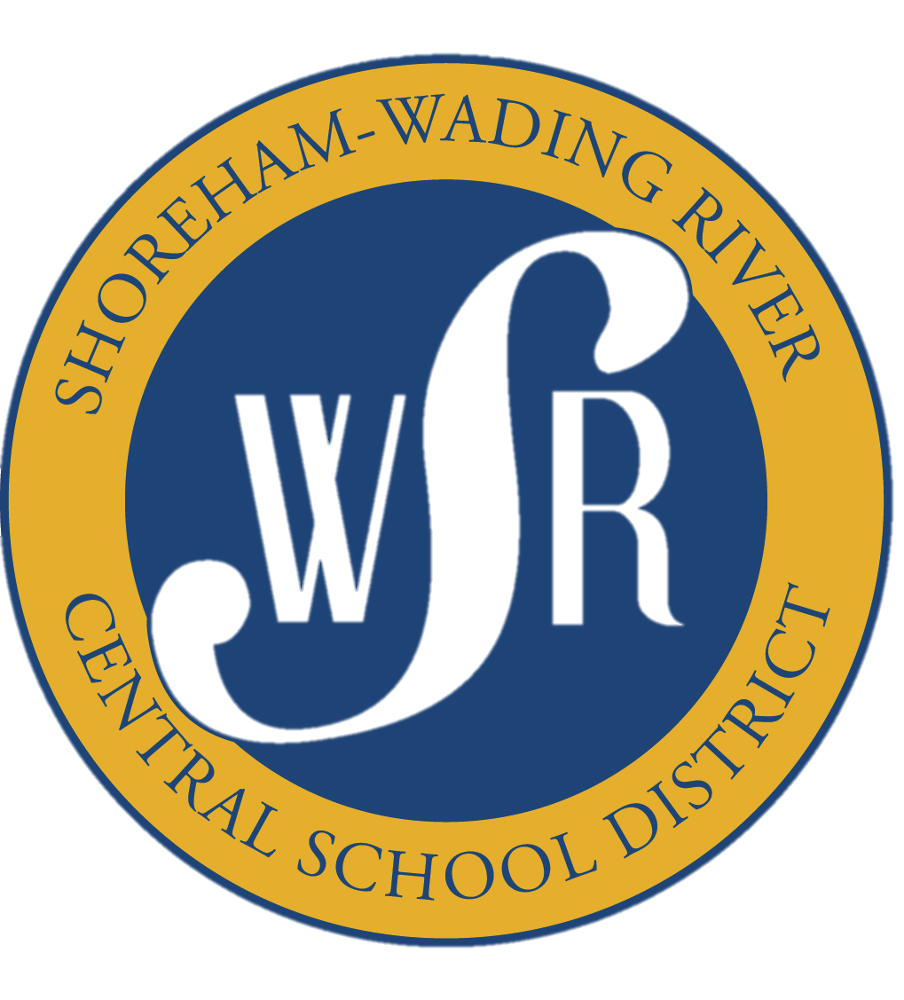 SHOREHAM-WADING RIVER
WSR
CENTRAL SCHOOL DISTRICT